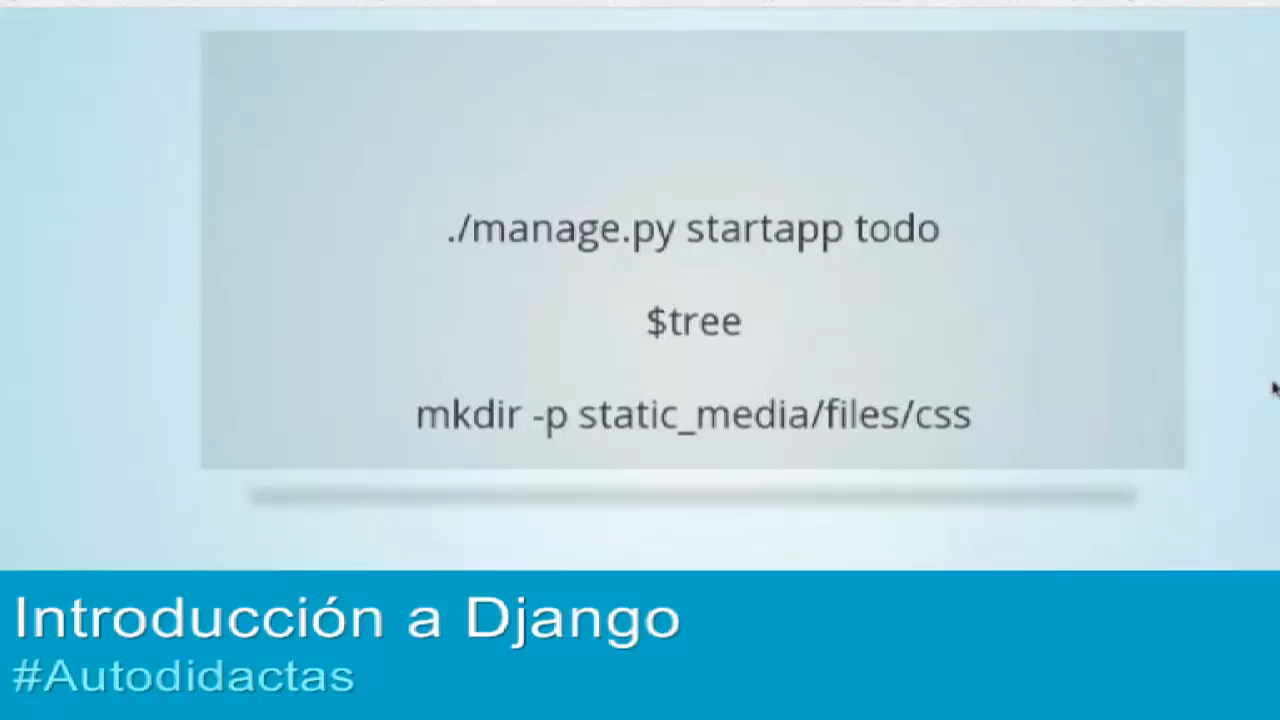 ./manage.py startapp todo
$tree
mkdir -p static_media/files/css
Introducción a Django
#Autodidactas